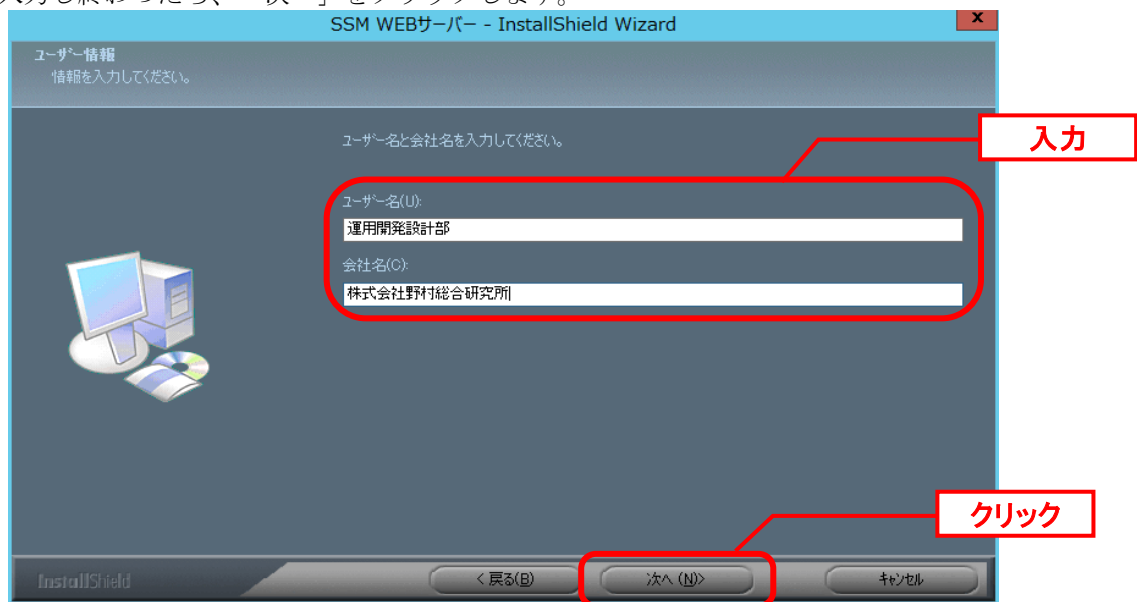 SSM WEBサーバー - InstallShield Wizard
x
ユーザー情報
情報を入力してください。
ユーザー名と会社名を入力してください。
入力
ユーザー名(U):
運用開発設計部
会社名(C):
株式会社野村総合研究所
クリック
InstallShield
< 戻る(B)
次へ (N)>
キャンセル